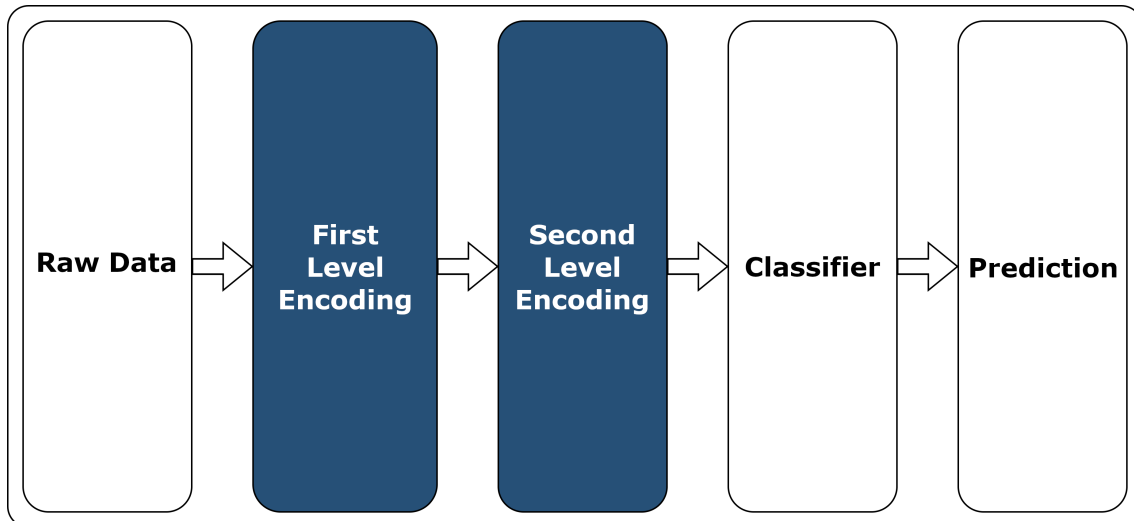 Raw Data
First
Level
Encoding
Second
Level
Encoding
Classifier
Prediction